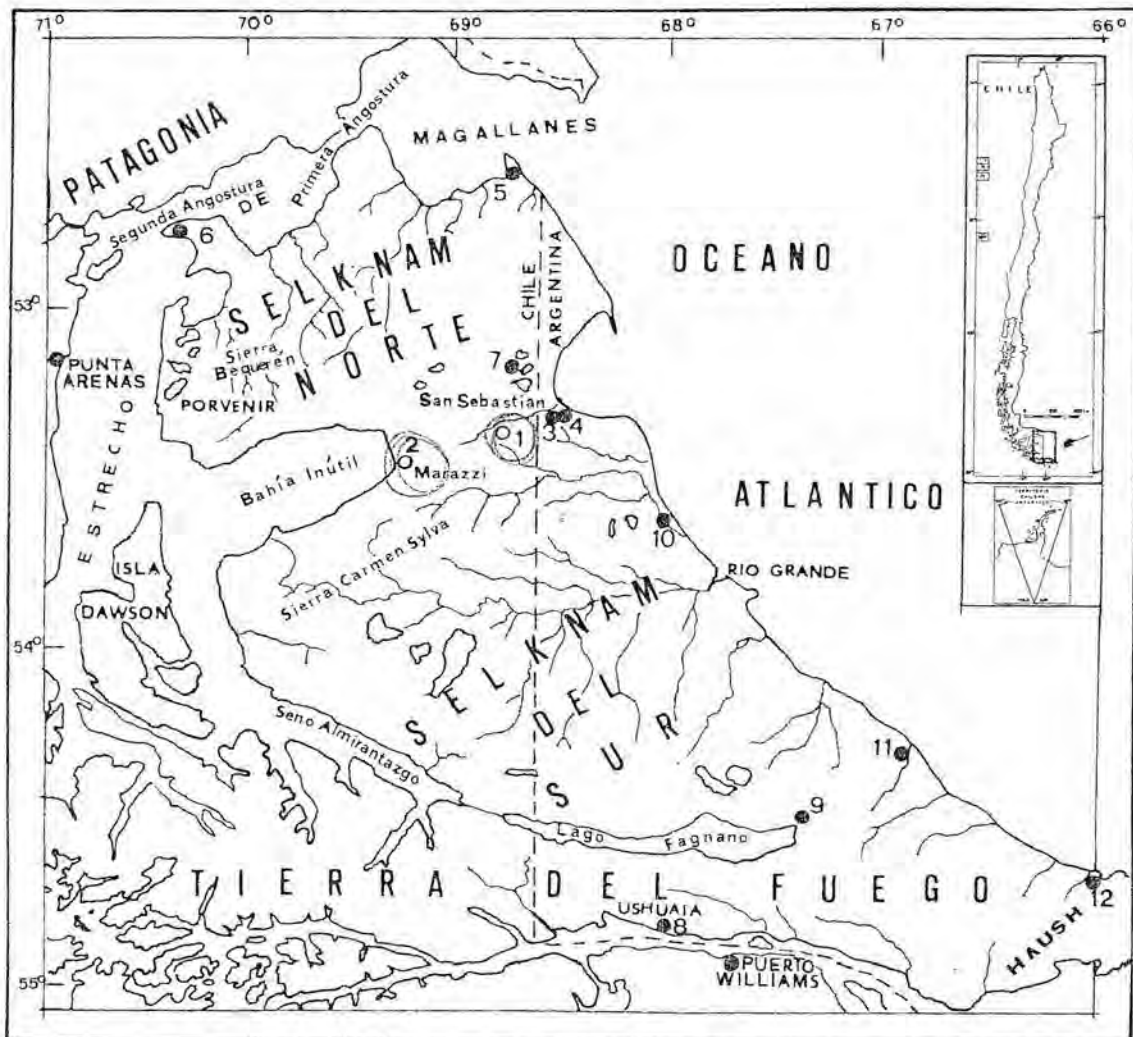 71° 70° 69° 68° 67° 66°
CHILE
PATAGONIA
Primera Angostura
MAGALLANES
Segunda Angostura
DE
5
6
OCEANO
SELKNAM
DEL
NORTE
CHILE
ARGENTINA
53°
Sierra
Bequerén
PUNTA
ARENAS
7
PORVENIR
San Sebastián
3 4
1
2
Marazzi
Bahía Inútil
ESTRECHO
ATLANTICO
10
Sierra Carmen Sylva
ISLA
DAWSON
RIO GRANDE
54°
SELKNAM
DEL
SUR
Seno Almirantazgo
11
9
Lago Fagnano
TIERRA DEL FUEGO
12
USHUAIA
8
HAUSH
PUERTO
WILLIAMS
55°